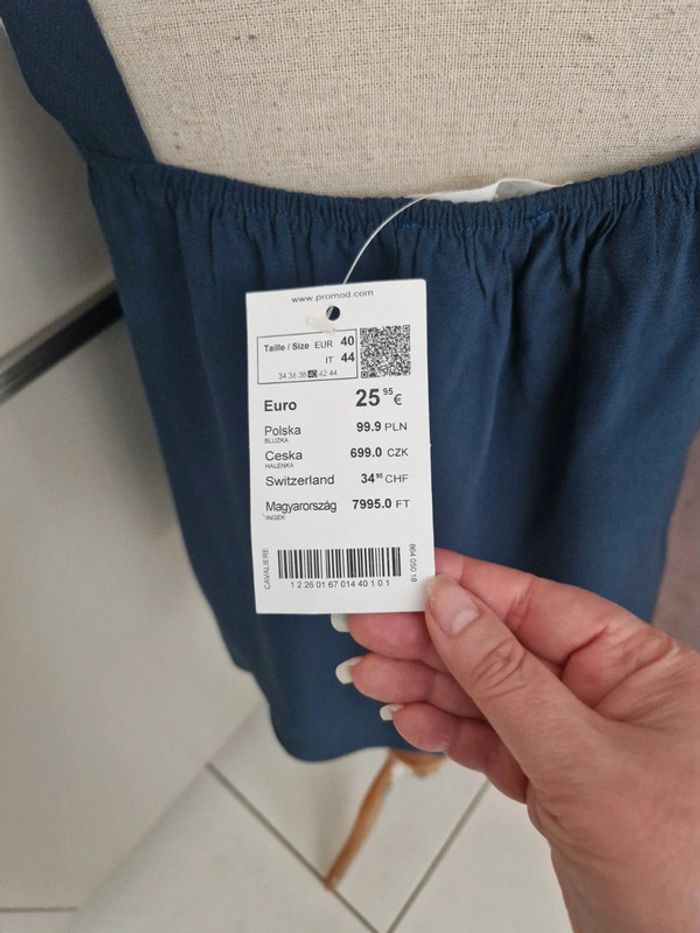 www.promod.com
Taille / Size EUR 40
IT 44
34 36 38 40 42 44
Euro 25 95 €
Polska 99.9 PLN
BLUZKA
Ceska 699.0 CZK
HALENKA
Switzerland 34 95 CHF
Magyarország 7995.0 FT
INGEK
CAVALIERE
864 050 18
1 2 26 01 67 014 40 1 0 1